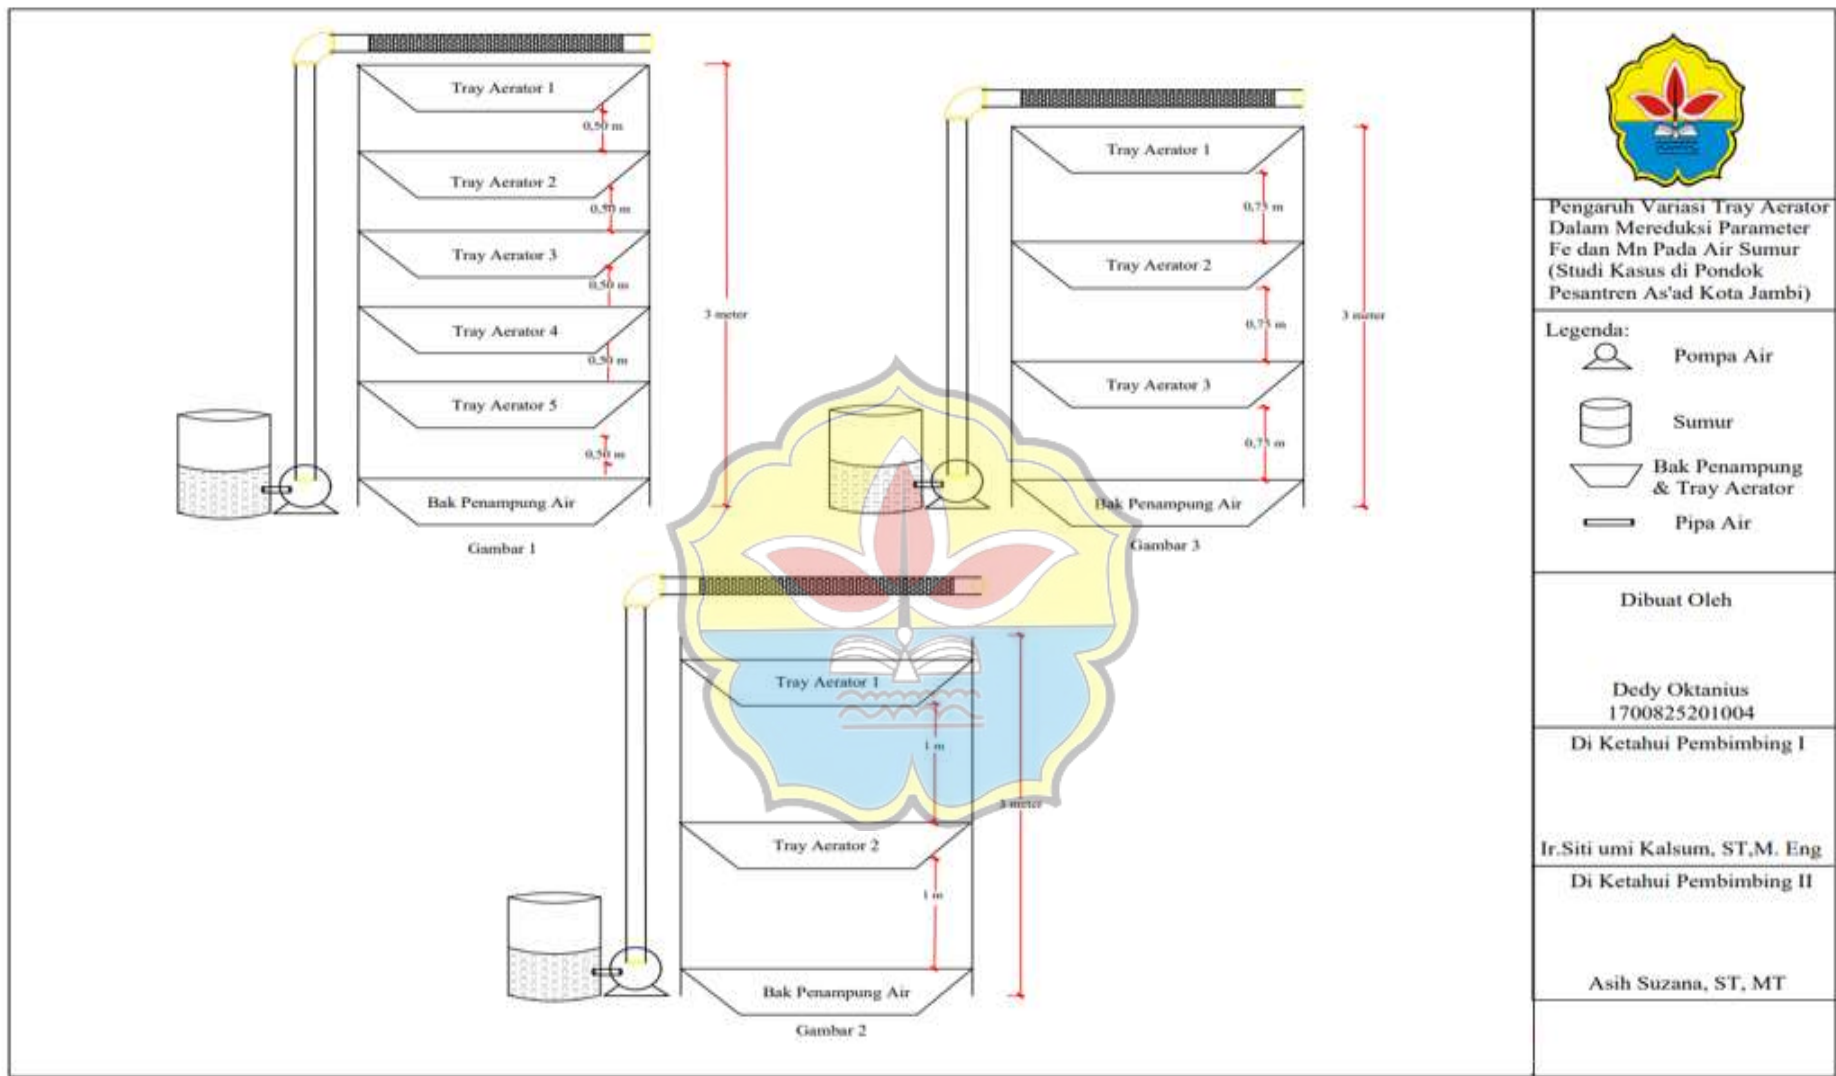 Tray Aerator 1
0,50 m
Tray Aerator 2
0,50 m
Tray Aerator 3
0,50 m
Tray Aerator 4
0,50 m
Tray Aerator 5
0,50 m
Bak Penampung Air
3 meter
Gambar 1
Tray Aerator 1
0,75 m
Tray Aerator 2
0,75 m
Tray Aerator 3
0,75 m
Bak Penampung Air
3 meter
Gambar 3
Tray Aerator 1
1 m
Tray Aerator 2
1 m
Bak Penampung Air
3 meter
Gambar 2
Pengaruh Variasi Tray Aerator
Dalam Mereduksi Parameter
Fe dan Mn Pada Air Sumur
(Studi Kasus di Pondok
Pesantren As'ad Kota Jambi)
Legenda:
Pompa Air
Sumur
Bak Penampung
& Tray Aerator
Pipa Air
Dibuat Oleh
Dedy Oktanius
1700825201004
Di Ketahui Pembimbing I
Ir.Siti umi Kalsum, ST,M. Eng
Di Ketahui Pembimbing II
Asih Suzana, ST, MT